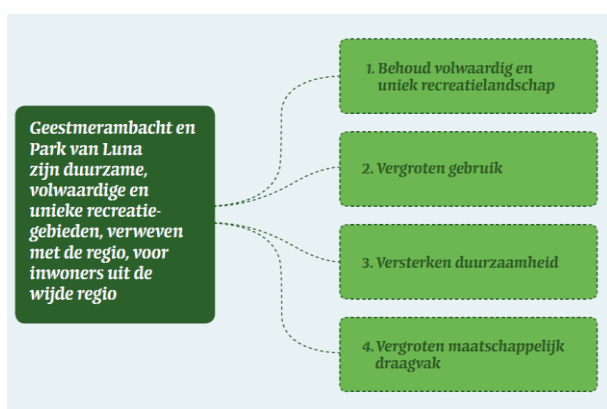 Geestmerambacht en
Park van Luna
zijn duurzame,
volwaardige en
unieke recreatie-
gebieden, verweven
met de regio, voor
inwoners uit de
wijde regio
1. Behoud volwaardig en
uniek recreatielandschap
2. Vergroten gebruik
3. Versterken duurzaamheid
4. Vergroten maatschappelijk
draagvak